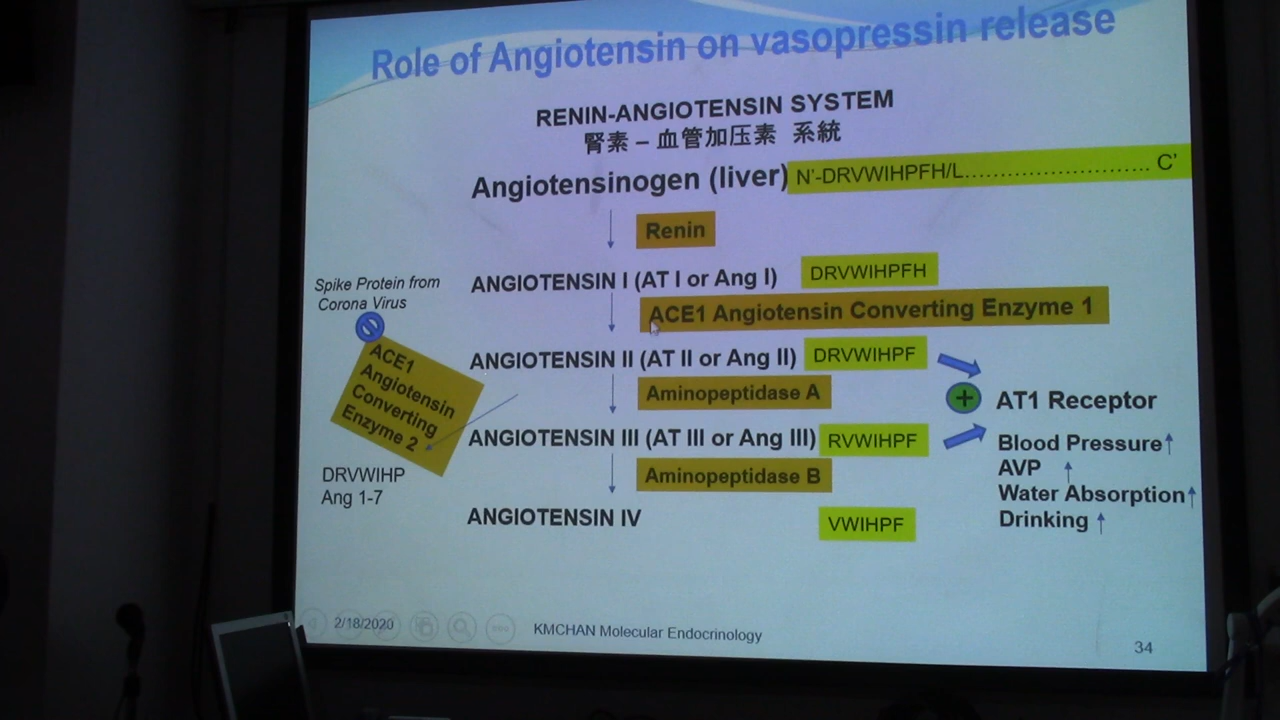 Role of Angiotensin on vasopressin release
RENIN-ANGIOTENSIN SYSTEM
腎素 – 血管加压素 系統
Angiotensinogen (liver) N'-DRVWIHPFH/L.............................. C'
Renin
Spike Protein from
Corona Virus
ANGIOTENSIN I (AT I or Ang I) DRVWIHPFH
ACE1 Angiotensin Converting Enzyme 1
ACE1
Angiotensin
Converting
Enzyme 2
ANGIOTENSIN II (AT II or Ang II) DRVWIHPF
Aminopeptidase A
ANGIOTENSIN III (AT III or Ang III) RVWIHPF
Aminopeptidase B
DRVWIHP
Ang 1-7
ANGIOTENSIN IV VWIHPF
+ AT1 Receptor
Blood Pressure↑
AVP ↑
Water Absorption↑
Drinking ↑
2/18/2020 KMCHAN Molecular Endocrinology 34